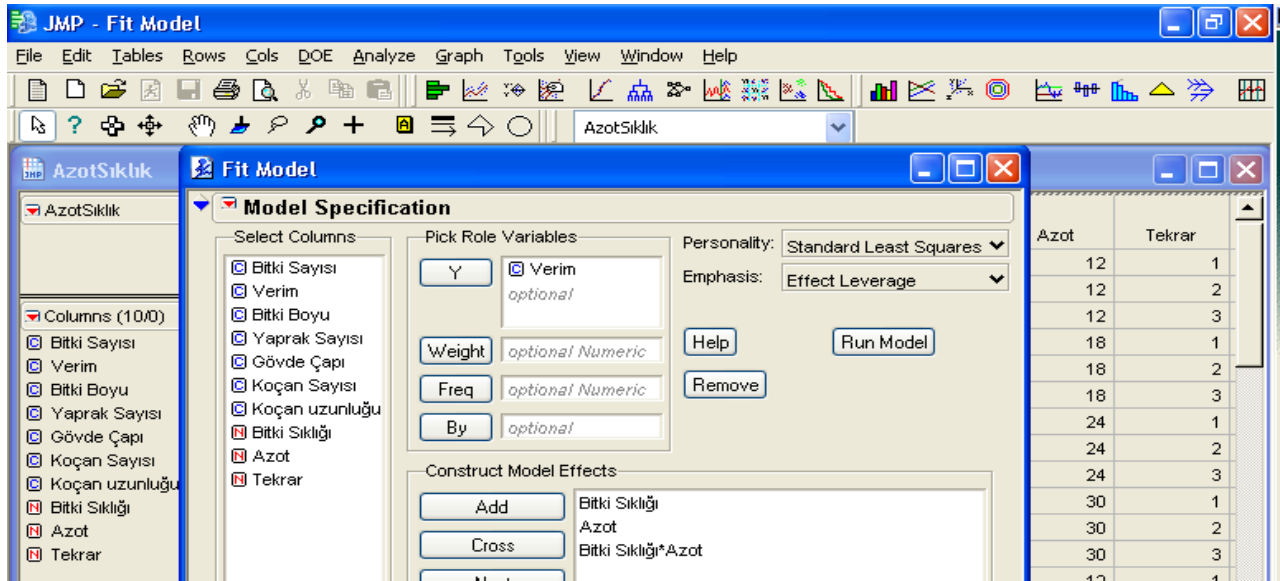 JMP - Fit Model
File Edit Tables Rows Cols DOE Analyze Graph Tools View Window Help
AzotSıklık
AzotSıklık
AzotSıklık
Columns (10/0)
Bitki Sayısı
Verim
Bitki Boyu
Yaprak Sayısı
Gövde Çapı
Koçan Sayısı
Koçan uzunluğu
Bitki Sıklığı
Azot
Tekrar
Fit Model
Model Specification
Select Columns
Bitki Sayısı
Verim
Bitki Boyu
Yaprak Sayısı
Gövde Çapı
Koçan Sayısı
Koçan uzunluğu
Bitki Sıklığı
Azot
Tekrar
Pick Role Variables
Y Verim
optional
Weight optional Numeric
Freq optional Numeric
By optional
Personality: Standard Least Squares
Emphasis: Effect Leverage
Help Run Model
Remove
Construct Model Effects
Add
Cross
Bitki Sıklığı
Azot
Bitki Sıklığı*Azot
Azot Tekrar
12 1
12 2
12 3
18 1
18 2
18 3
24 1
24 2
24 3
30 1
30 2
30 3
12 1